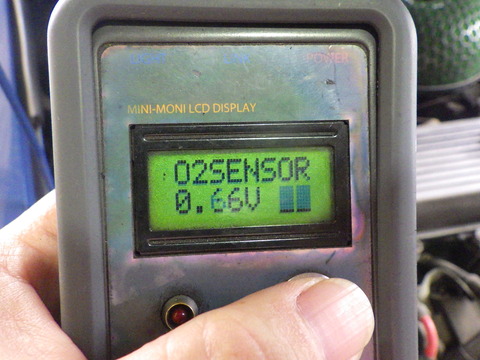 POWER
MINI-MONI LCD DISPLAY
O2SENSOR
0.66V